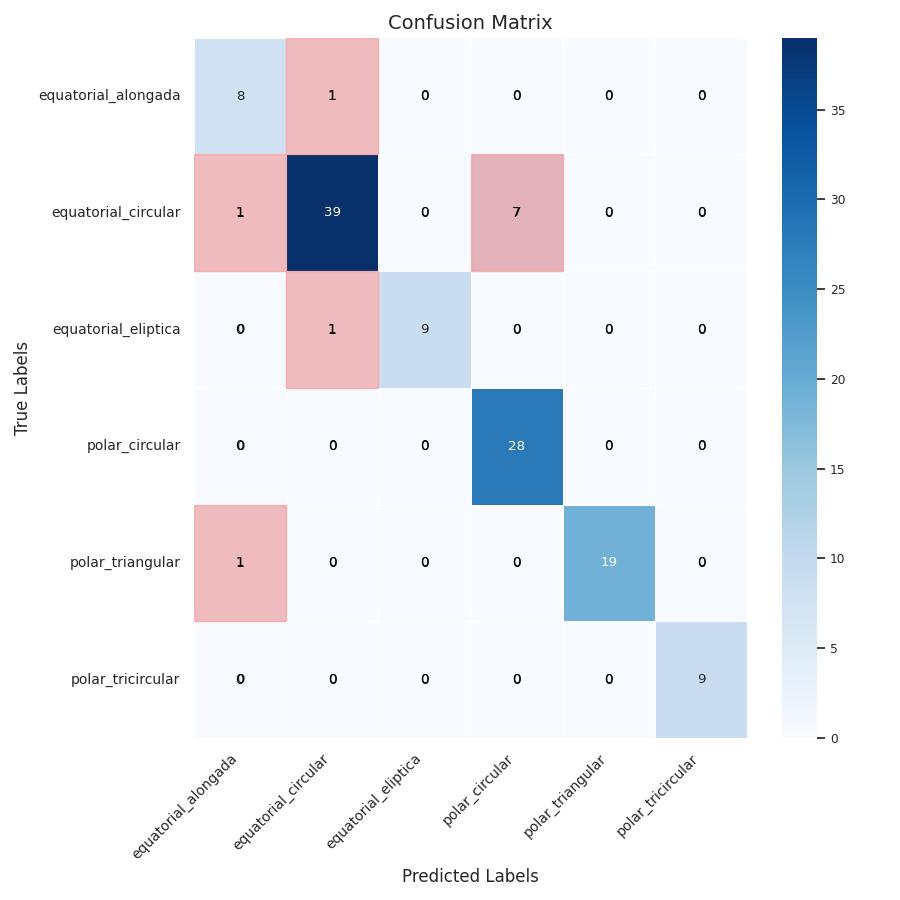 Confusion Matrix
equatorial_alongada 8 1 0 0 0 0
equatorial_circular 1 39 0 7 0 0
equatorial_eliptica 0 1 9 0 0 0
polar_circular 0 0 0 28 0 0
polar_triangular 1 0 0 0 19 0
polar_tricircular 0 0 0 0 0 9
True Labels
equatorial_alongada equatorial_circular equatorial_eliptica polar_circular polar_triangular polar_tricircular
Predicted Labels
35
30
25
20
15
10
5
0